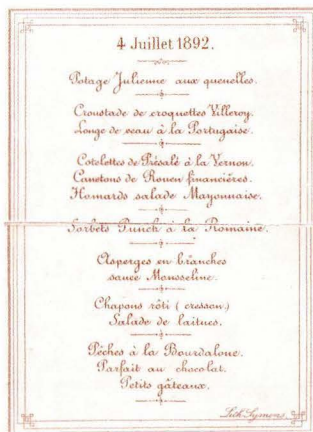 4 Juillet 1892.
Potage Julienne aux quenelles.
Croustade de croquettes Villeroy.
Longe de veau à la Portugaise.
Cotelettes de Présalé à la Vernon.
Canetons de Rouen financières.
Homards salade Mayonnaise.
Sorbets Punch à la Romaine.
Asperges en branches
sauce Mousseline.
Chapons rôti ( cresson.)
Salade de laitues.
Pêches à la Bourdaloue.
Parfait au chocolat.
Petits gâteaux.
Lith. Symons.